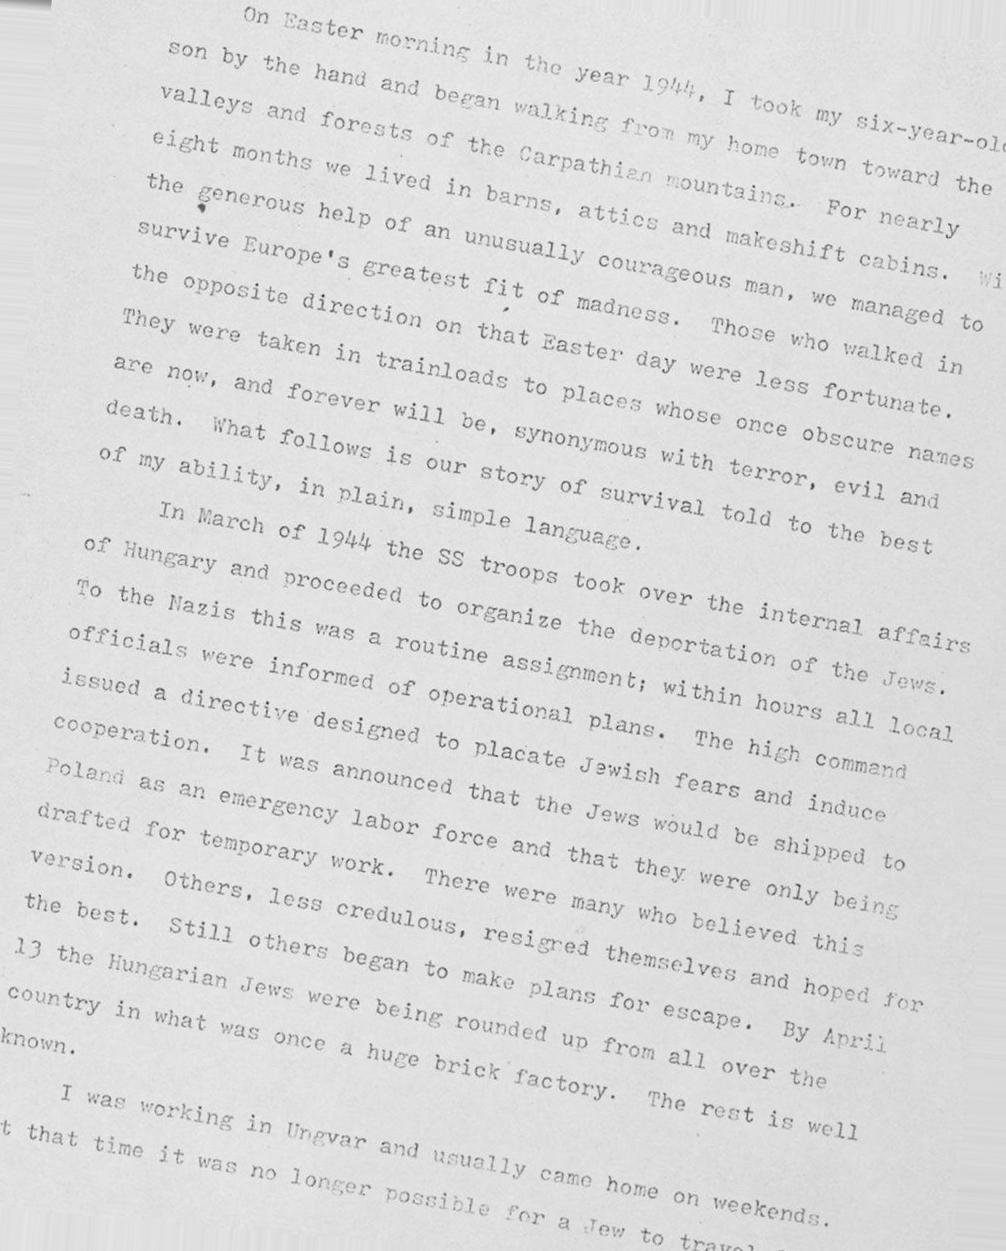 On Easter morning in the year 1944, I took my six-year-old
son by the hand and began walking from my home town toward the
valleys and forests of the Carpathian mountains. For nearly
eight months we lived in barns, attics and makeshift cabins.
the generous help of an unusually courageous man, we managed to
survive Europe's greatest fit of madness. Those who walked in
the opposite direction on that Easter day were less fortunate.
They were taken in trainloads to places whose once obscure names
are now, and forever will be, synonymous with terror, evil and
death. What follows is our story of survival told to the best
of my ability, in plain, simple language.
In March of 1944 the SS troops took over the internal affairs
of Hungary and proceeded to organize the deportation of the Jews.
To the Nazis this was a routine assignment; within hours all local
officials were informed of operational plans. The high command
issued a directive designed to placate Jewish fears and induce
cooperation. It was announced that the Jews would be shipped to
Poland as an emergency labor force and that they were only being
drafted for temporary work. There were many who believed this
version. Others, less credulous, resigned themselves and hoped for
the best. Still others began to make plans for escape. By April
13 the Hungarian Jews were being rounded up from all over the
country in what was once a huge brick factory. The rest is well
known.
I was working in Ungvar and usually came home on weekends.
t that time it was no longer possible for a Jew to travel